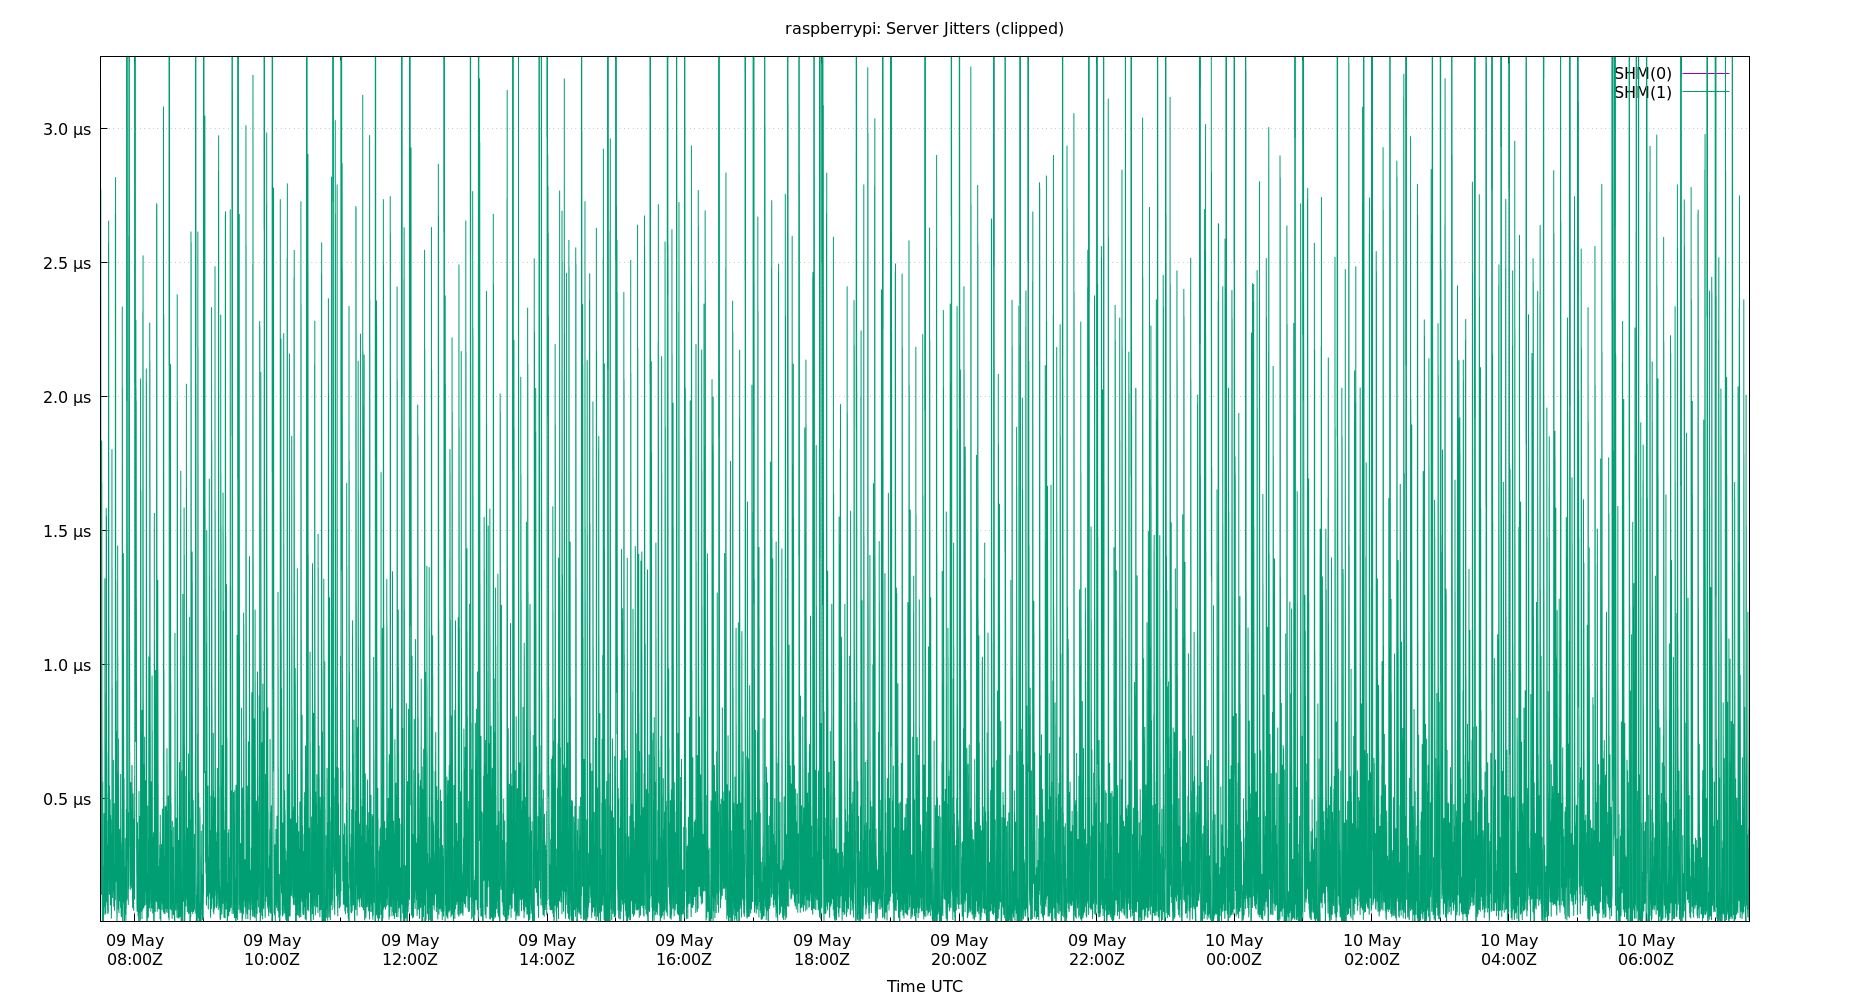 raspberrypi: Server Jitters (clipped)
SHM(0)
SHM(1)
3.0 µs
2.5 µs
2.0 µs
1.5 µs
1.0 µs
0.5 µs
09 May 09 May 09 May 09 May 09 May 09 May 09 May 09 May 10 May 10 May 10 May 10 May
08:00Z 10:00Z 12:00Z 14:00Z 16:00Z 18:00Z 20:00Z 22:00Z 00:00Z 02:00Z 04:00Z 06:00Z
Time UTC